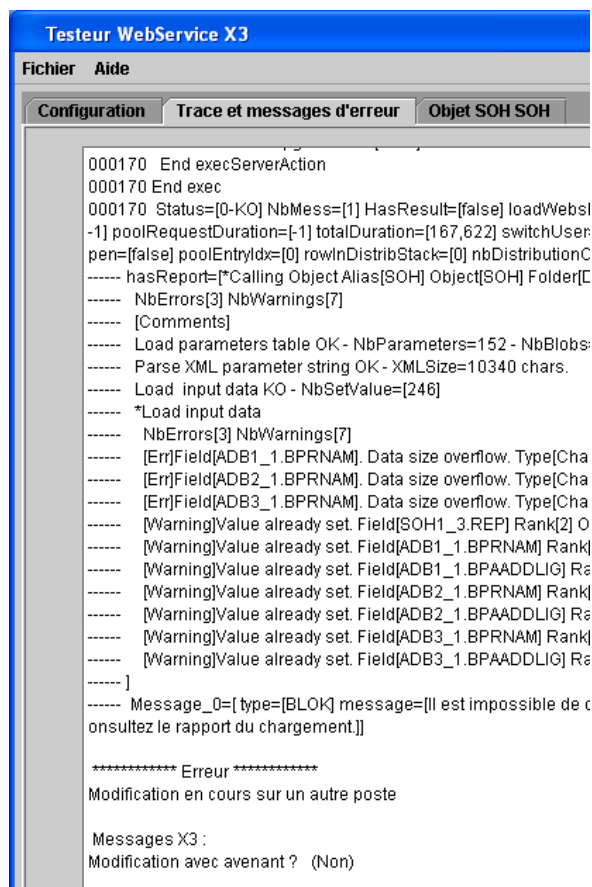 Testeur WebService X3
Fichier Aide
Configuration Trace et messages d'erreur Objet SOH SOH
000170 End execServerAction
000170 End exec
000170 Status=[0-KO] NbMess=[1] HasResult=[false]
-1] poolRequestDuration=[-1] totalDuration=[167,622]
pen=[false] poolEntryIdx=[0] rowInDistribStack=[0]
------ hasReport=[*Calling Object Alias[SOH] Object[SOH]
------ NbErrors[3] NbWarnings[7]
------ [Comments]
------ Load parameters table OK - NbParameters=152 - NbBlobs=
------ Parse XML parameter string OK - XMLSize=10340 chars.
------ Load input data KO - NbSetValue=[246]
------ *Load input data
------ NbErrors[3] NbWarnings[7]
------ [Err]Field[ADB1_1.BPRNAM]. Data size overflow. Type[Cha
------ [Err]Field[ADB2_1.BPRNAM]. Data size overflow. Type[Cha
------ [Err]Field[ADB3_1.BPRNAM]. Data size overflow. Type[Cha
------ [Warning]Value already set. Field[SOH1_3.REP] Rank[2] O
------ [Warning]Value already set. Field[ADB1_1.BPRNAM] Rank[
------ [Warning]Value already set. Field[ADB1_1.BPAADDLIG] Ra
------ [Warning]Value already set. Field[ADB2_1.BPRNAM] Rank[
------ [Warning]Value already set. Field[ADB2_1.BPAADDLIG] Ra
------ [Warning]Value already set. Field[ADB3_1.BPRNAM] Rank[
------ [Warning]Value already set. Field[ADB3_1.BPAADDLIG] Ra
------ ]
------ Message_0=[ type=[BLOK] message=[Il est impossible de
onsultez le rapport du chargement.]]
************ Erreur ************
Modification en cours sur un autre poste
Messages X3 :
Modification avec avenant ? (Non)